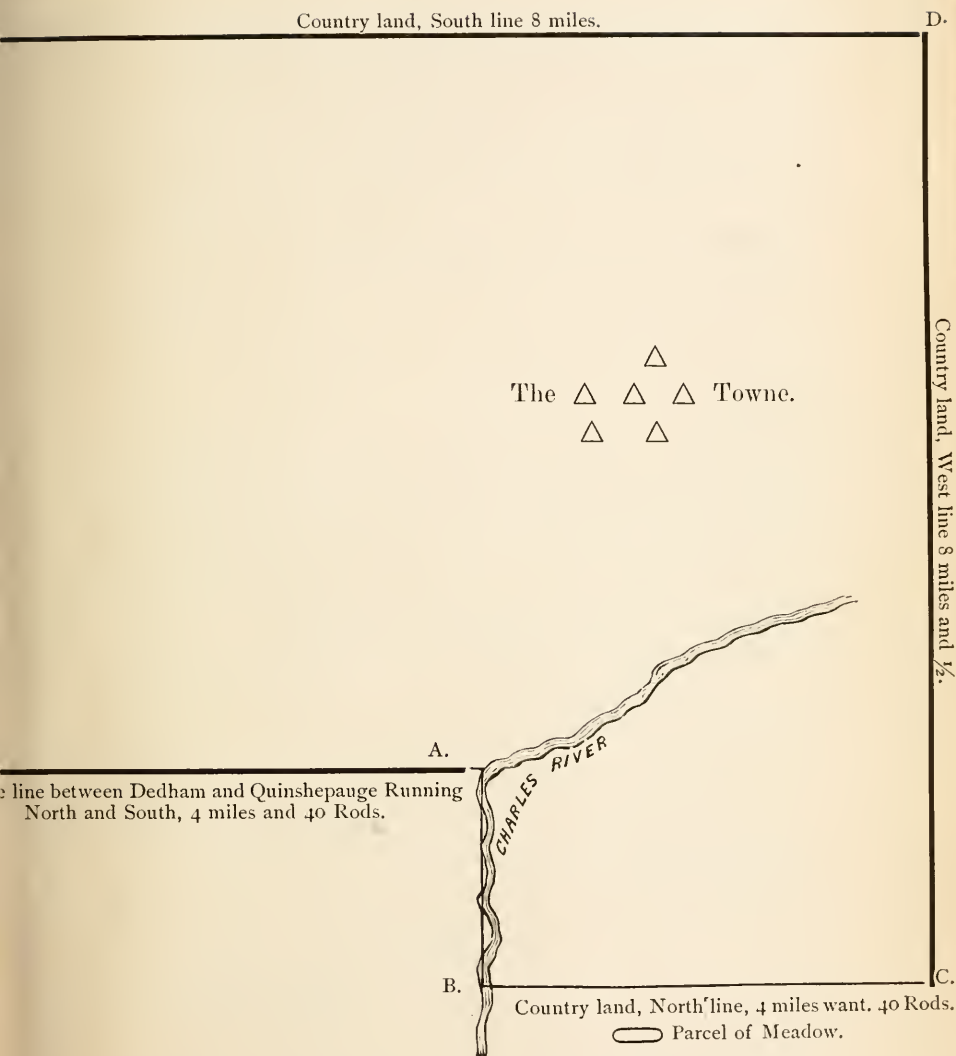 Country land, South line 8 miles.
D.
The Towne.
Country land, West line 8 miles and ½.
A.
line between Dedham and Quinshepauge Running
North and South, 4 miles and 40 Rods.
CHARLES RIVER
B.
C.
Country land, North line, 4 miles want. 40 Rods.
Parcel of Meadow.